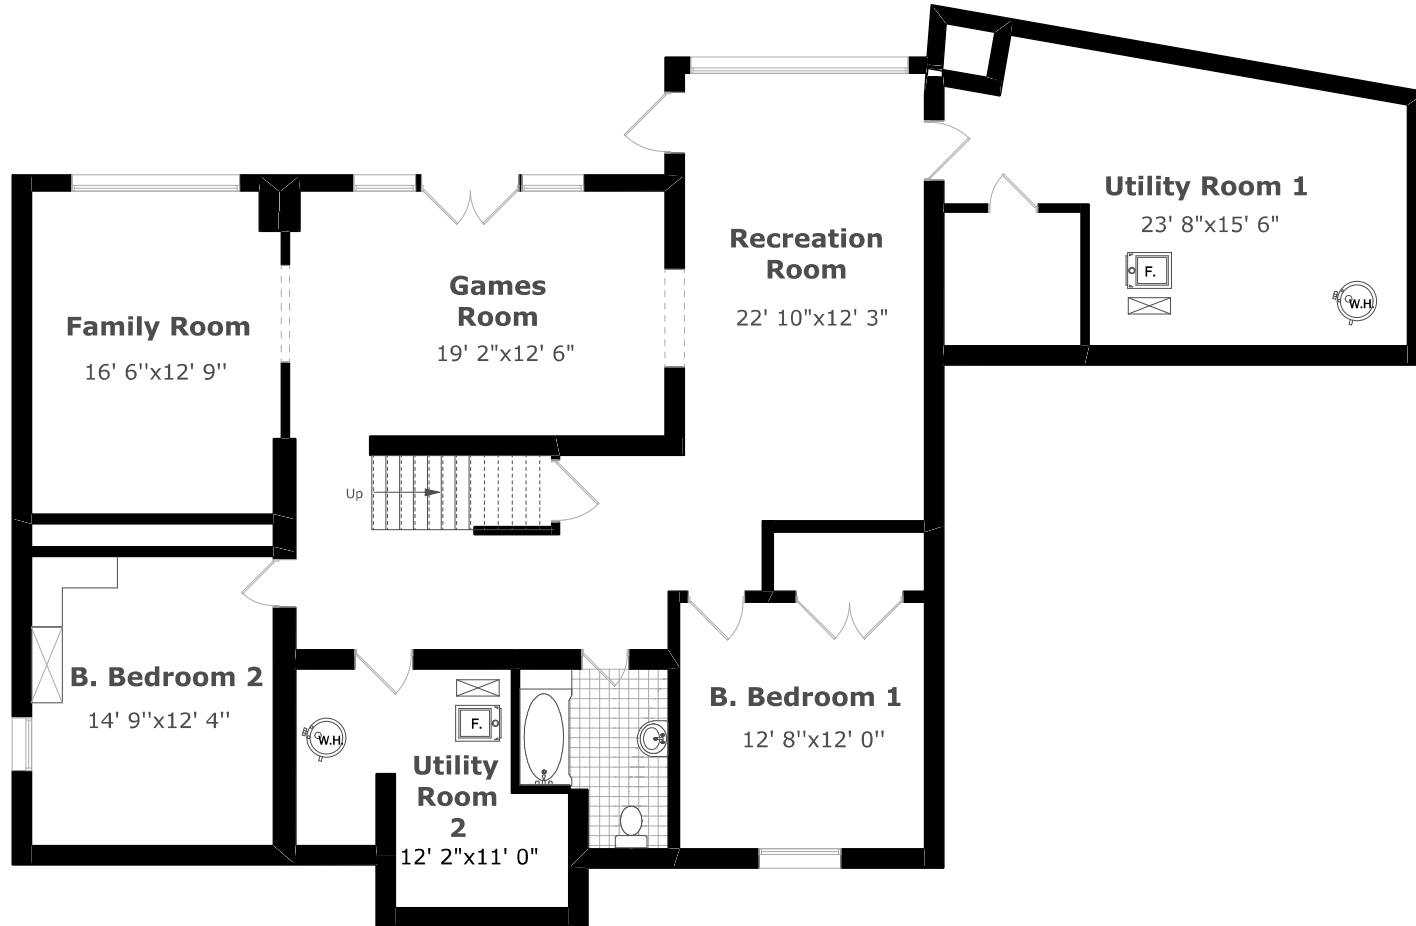 Utility Room 1
23' 8"x15' 6"
F.
W.H.
Recreation
Room
22' 10"x12' 3"
Games
Room
19' 2"x12' 6"
Family Room
16' 6''x12' 9''
Up
B. Bedroom 2
14' 9''x12' 4''
W.H.
F.
Utility
Room
2
12' 2"x11' 0"
B. Bedroom 1
12' 8''x12' 0''